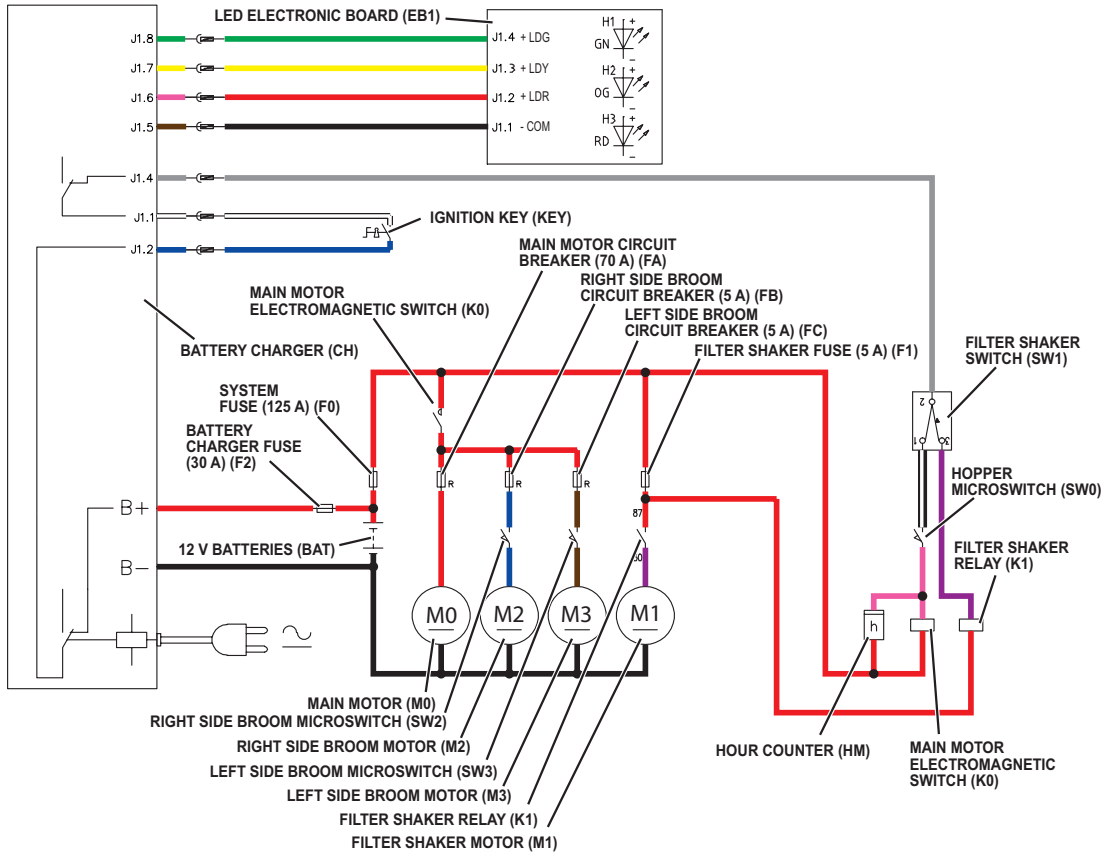 LED ELECTRONIC BOARD (EB1)
J1.8
J1.7
J1.6
J1.5
J1.4 + LDG
J1.3 + LDY
J1.2 + LDR
J1.1 - COM
H1 +
GN
-
H2 +
OG
-
H3 +
RD
-
J1.4
J1.1
J1.2
IGNITION KEY (KEY)
MAIN MOTOR CIRCUIT
BREAKER (70 A) (FA)
RIGHT SIDE BROOM
CIRCUIT BREAKER (5 A) (FB)
LEFT SIDE BROOM
CIRCUIT BREAKER (5 A) (FC)
FILTER SHAKER FUSE (5 A) (F1)
MAIN MOTOR
ELECTROMAGNETIC SWITCH (K0)
BATTERY CHARGER (CH)
SYSTEM
FUSE (125 A) (F0)
BATTERY
CHARGER FUSE
(30 A) (F2)
FILTER SHAKER
SWITCH (SW1)
2
1
3
HOPPER
MICROSWITCH (SW0)
FILTER SHAKER
RELAY (K1)
R
R
R
87
30
B+
12 V BATTERIES (BAT)
B-
M0
M2
M3
M1
h
MAIN MOTOR (M0)
RIGHT SIDE BROOM MICROSWITCH (SW2)
RIGHT SIDE BROOM MOTOR (M2)
LEFT SIDE BROOM MICROSWITCH (SW3)
LEFT SIDE BROOM MOTOR (M3)
FILTER SHAKER RELAY (K1)
FILTER SHAKER MOTOR (M1)
HOUR COUNTER (HM)
MAIN MOTOR
ELECTROMAGNETIC
SWITCH (K0)